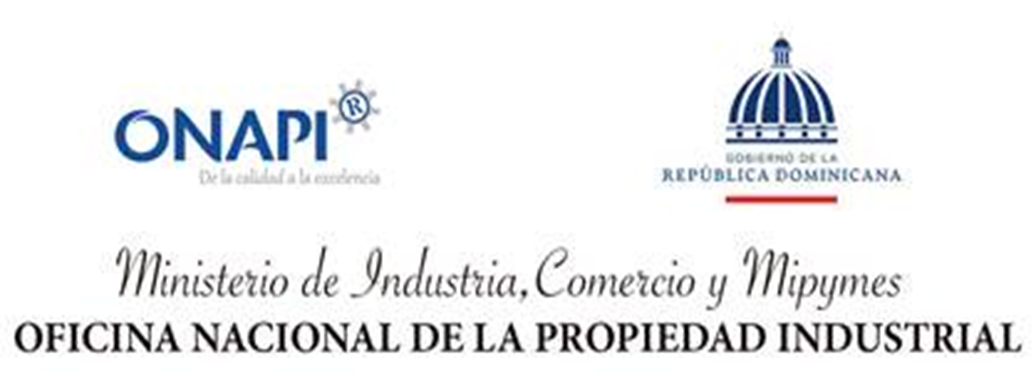 ONAPI ®
De la calidad a la excelencia
GOBIERNO DE LA
REPÚBLICA DOMINICANA
Ministerio de Industria, Comercio y Mipymes
OFICINA NACIONAL DE LA PROPIEDAD INDUSTRIAL